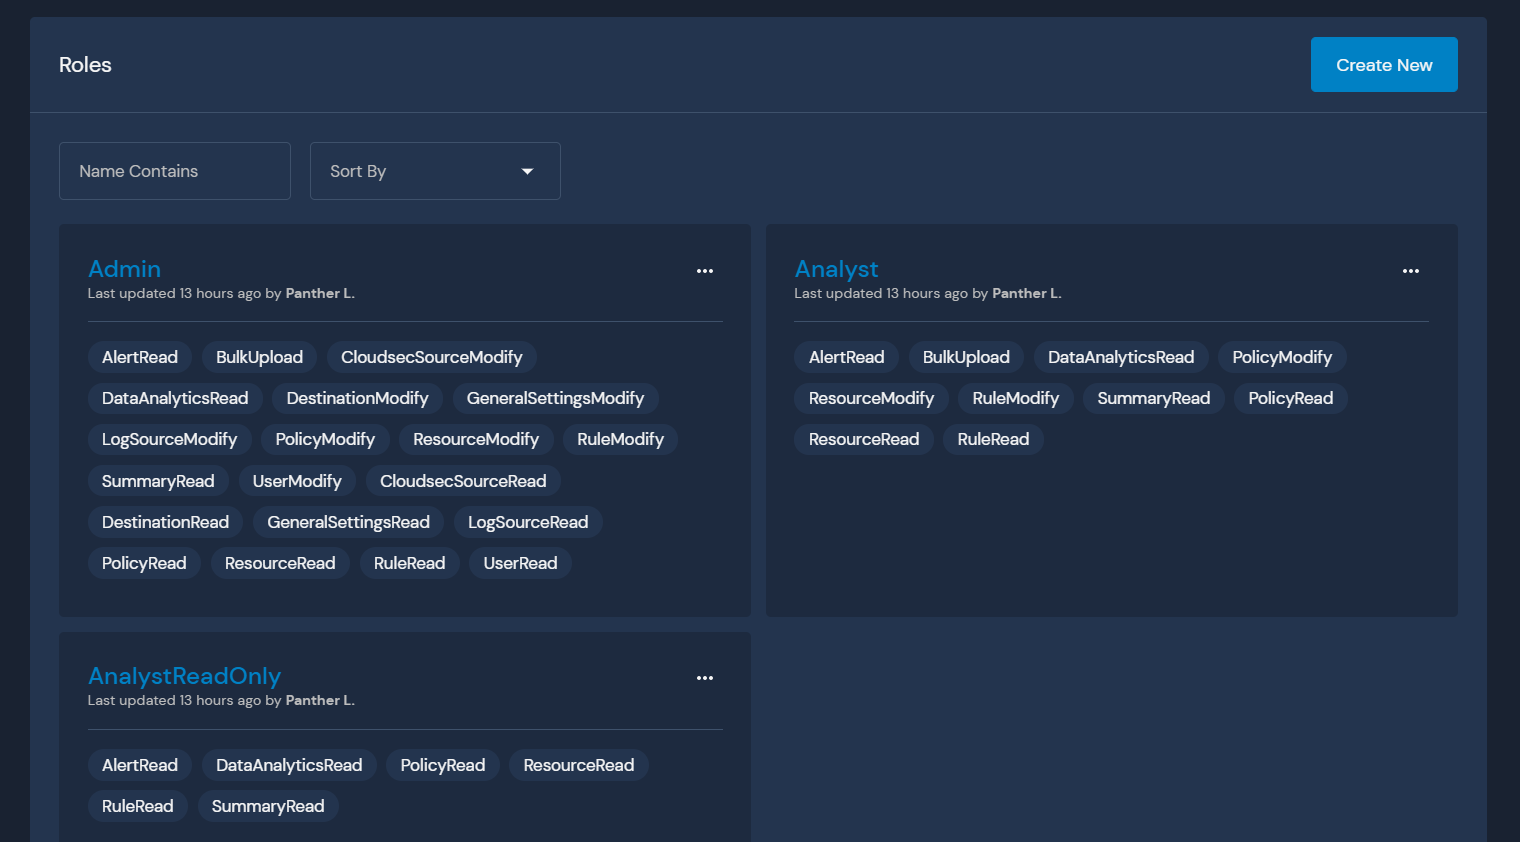 Roles
Create New
Name Contains
Sort By
Admin
Last updated 13 hours ago by Panther L.
AlertRead BulkUpload CloudsecSourceModify
DataAnalyticsRead DestinationModify GeneralSettingsModify
LogSourceModify PolicyModify ResourceModify RuleModify
SummaryRead UserModify CloudsecSourceRead
DestinationRead GeneralSettingsRead LogSourceRead
PolicyRead ResourceRead RuleRead UserRead
Analyst
Last updated 13 hours ago by Panther L.
AlertRead BulkUpload DataAnalyticsRead PolicyModify
ResourceModify RuleModify SummaryRead PolicyRead
ResourceRead RuleRead
AnalystReadOnly
Last updated 13 hours ago by Panther L.
AlertRead DataAnalyticsRead PolicyRead ResourceRead
RuleRead SummaryRead